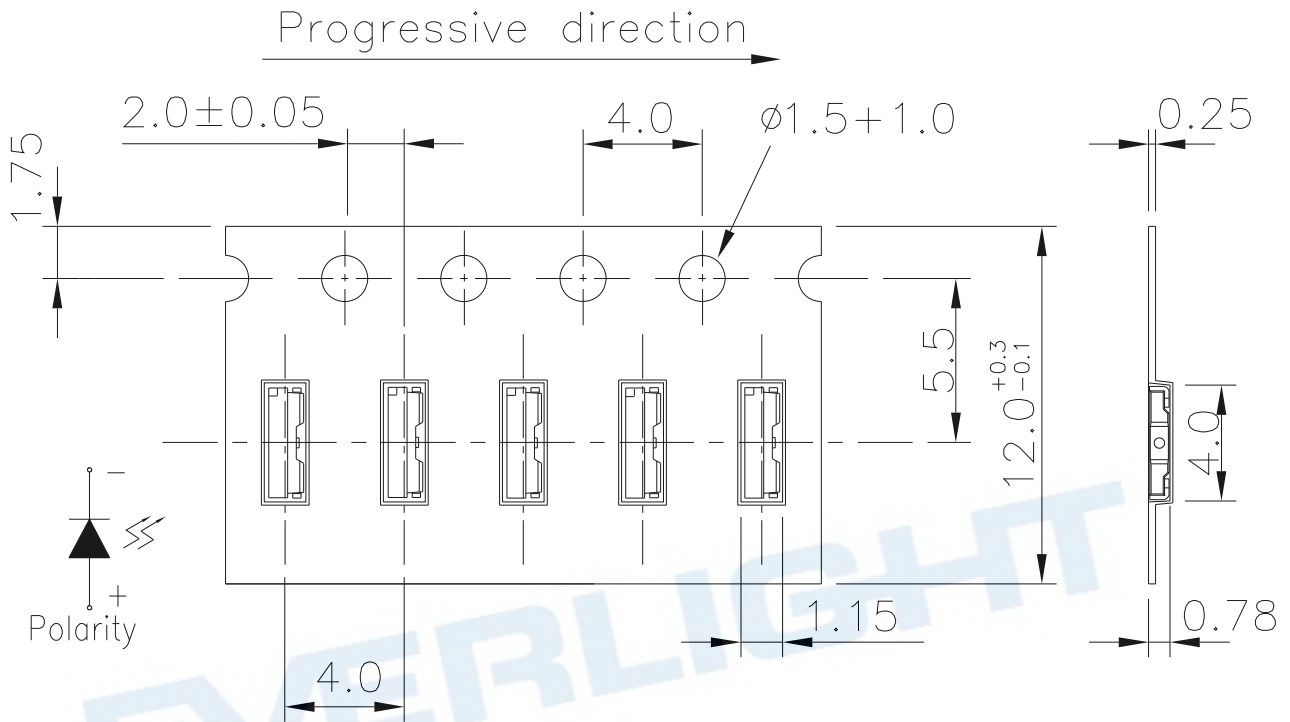 Progressive direction
2.0±0.05
4.0
ø1.5+1.0
0.25
1.75
5.5
12.0 +0.3 -0.1
4.0
-
+
Polarity
1.15
0.78
4.0
EVERLIGHT